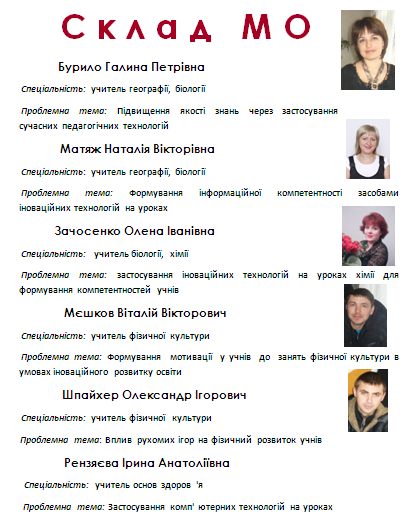 Склад МО
Бурило Галина Петрівна
Спеціальність: учитель географії, біології
Проблемна тема: Підвищення якості знань через застосування
сучасних педагогічних технологій
Матяж Наталія Вікторівна
Спеціальність: учитель географії, біології
Проблемна тема: Формування інформаційної компетентності засобами
іноваційних технологій на уроках
Зачосенко Олена Іванівна
Спеціальність: учитель біології, хімії
Проблемна тема: застосування іноваційних технологій на уроках хімії для
формування компетентностей учнів
Мєшков Віталій Вікторович
Спеціальність: учитель фізичної культури
Проблемна тема: Формування мотивації у учнів до занять фізичної культури в
умовах іноваційного розвитку освіти
Шпайхер Олександр Ігорович
Спеціальність: учитель фізичної культури
Проблемна тема: Вплив рухомих ігор на фізичний розвиток учнів
Рензяєва Ірина Анатоліївна
Спеціальність: учитель основ здоров 'я
Проблемна тема: Застосування комп' ютерних технологій на уроках